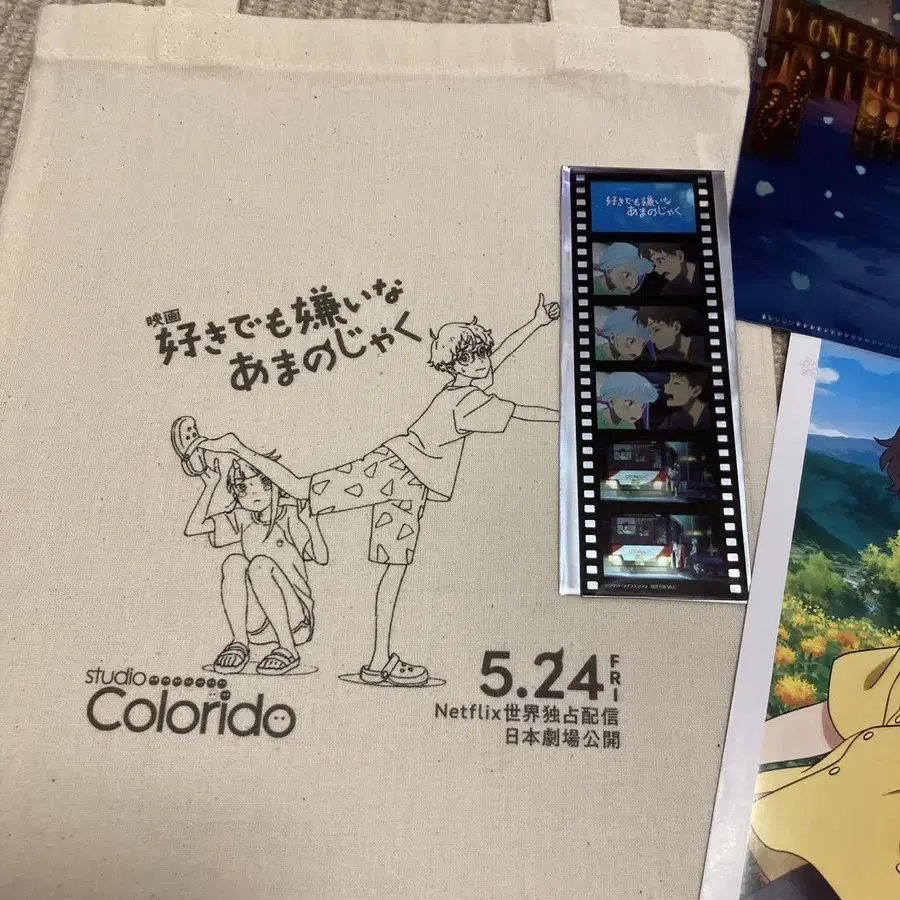 映画
好きでも嫌いな
あまのじゃく
studio
Colorido
5.24 FRI
Netflix世界独占配信
日本劇場公開
好きでも嫌いな
あまのじゃく